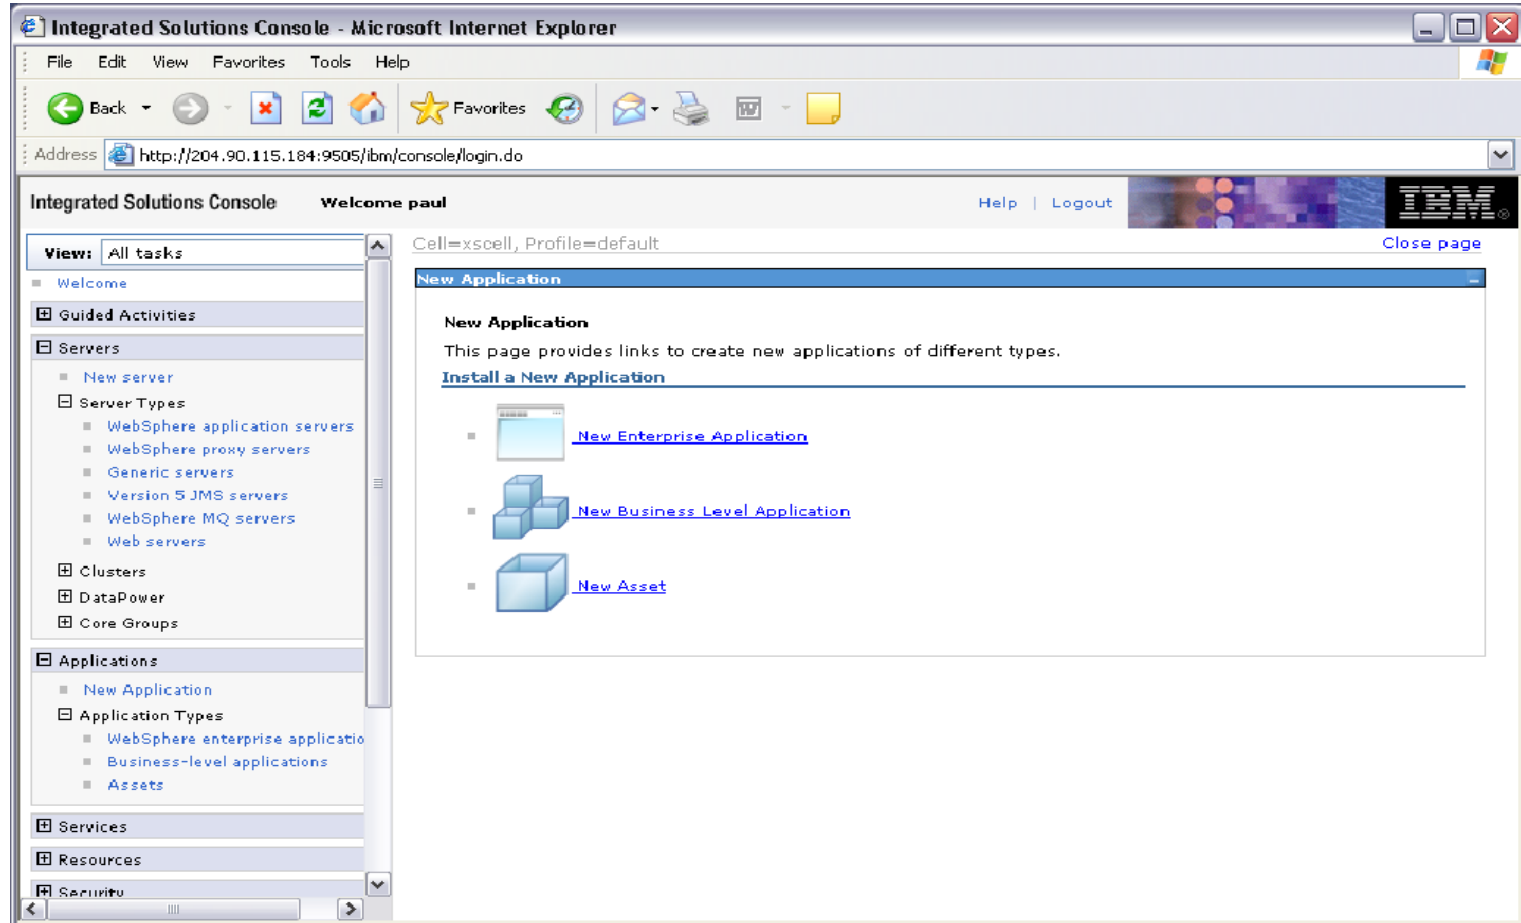 Integrated Solutions Console - Microsoft Internet Explorer
File Edit View Favorites Tools Help
Back Favorites
Address http://204.90.115.184:9505/ibm/console/login.do
Integrated Solutions Console Welcome paul Help | Logout IBM®
View: All tasks
Welcome
Guided Activities
Servers
New server
Server Types
WebSphere application servers
WebSphere proxy servers
Generic servers
Version 5 JMS servers
WebSphere MQ servers
Web servers
Clusters
DataPower
Core Groups
Applications
New Application
Application Types
WebSphere enterprise applicatio
Business-level applications
Assets
Services
Resources
Security
Cell=xscell, Profile=default Close page
New Application
New Application
This page provides links to create new applications of different types.
Install a New Application
New Enterprise Application
New Business Level Application
New Asset